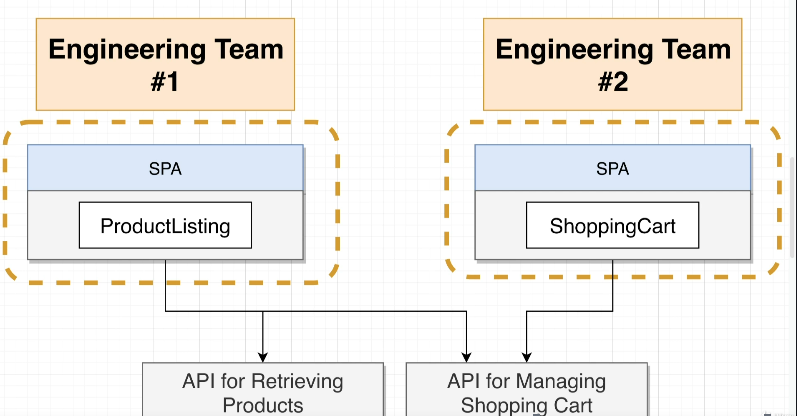 Engineering Team
#1
Engineering Team
#2
SPA
ProductListing
SPA
ShoppingCart
API for Retrieving
Products
API for Managing
Shopping Cart